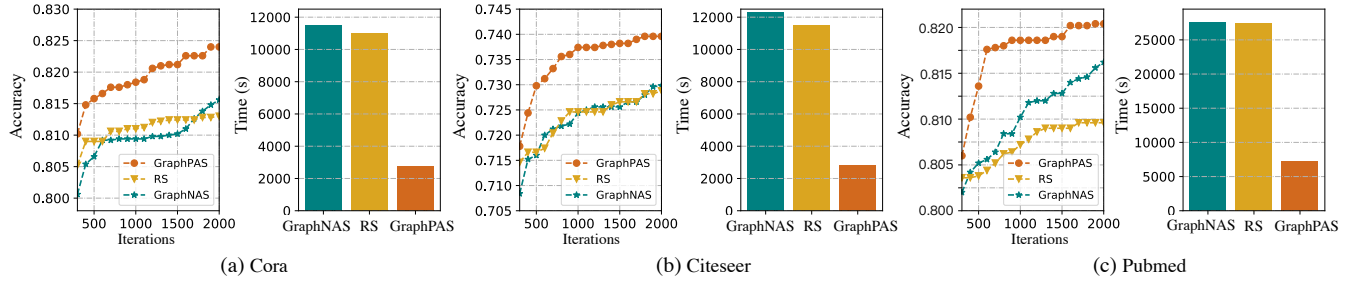 0.830
0.825
0.820
0.815
0.810
0.805
0.800
Accuracy
500
1000
1500
2000
Iterations
GraphPAS
RS
GraphNAS
12000
10000
8000
6000
4000
2000
0
Time (s)
GraphNAS RS GraphPAS
(a) Cora
0.745
0.740
0.735
0.730
0.725
0.720
0.715
0.710
0.705
Accuracy
500
1000
1500
2000
Iterations
GraphPAS
RS
GraphNAS
12000
10000
8000
6000
4000
2000
0
Time (s)
GraphNAS RS GraphPAS
(b) Citeseer
0.820
0.815
0.810
0.805
0.800
Accuracy
500
1000
1500
2000
Iterations
GraphPAS
RS
GraphNAS
25000
20000
15000
10000
5000
0
Time (s)
GraphNAS RS GraphPAS
(c) Pubmed